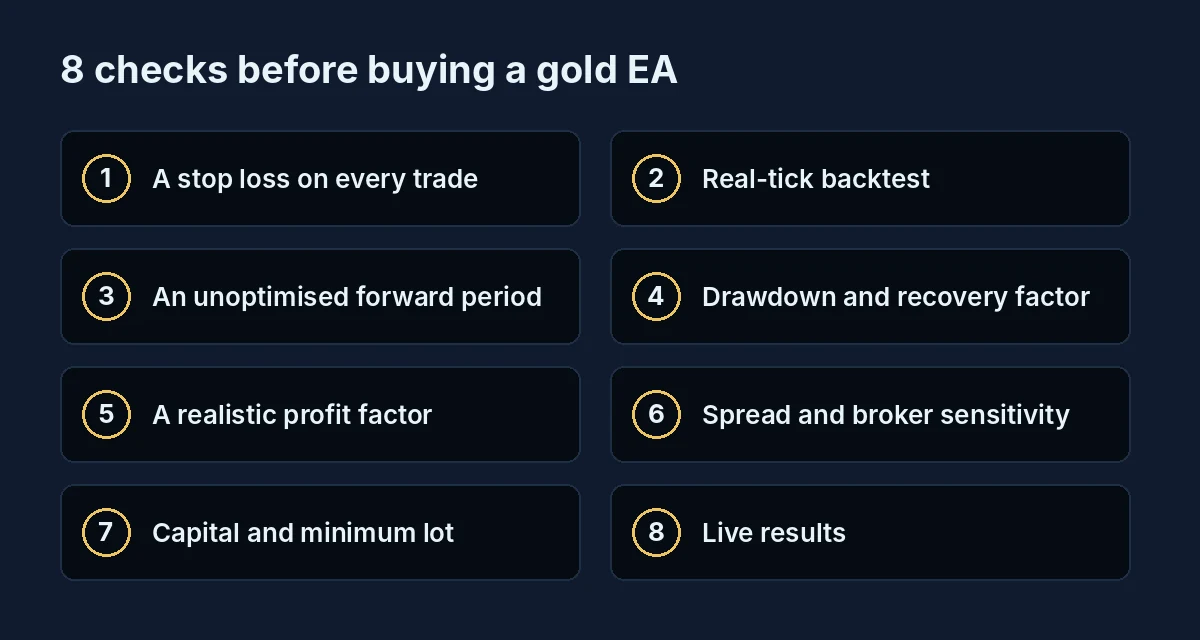 8 checks before buying a gold EA
1 A stop loss on every trade
2 Real-tick backtest
3 An unoptimised forward period
4 Drawdown and recovery factor
5 A realistic profit factor
6 Spread and broker sensitivity
7 Capital and minimum lot
8 Live results